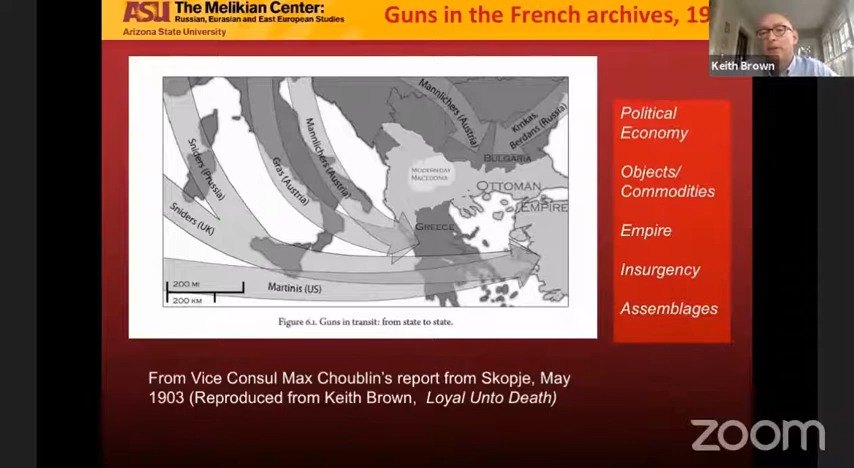 ASU The Melikian Center:
Russian, Eurasian and East European Studies
Arizona State University
Guns in the French archives, 19
Keith Brown
Mannlichers (Austria)
Krnkas,
Berdans (Russia)
Sniders (Prussia)
Gras (Austria)
Mannlichers (Austria)
BULGARIA
MODERN-DAY
MACEDONIA
OTTOMAN
EMPIRE
Sniders (UK)
GREECE
200 MI
200 KM
Martinis (US)
Figure 6.1. Guns in transit: from state to state.
Political
Economy
Objects/
Commodities
Empire
Insurgency
Assemblages
From Vice Consul Max Choublin's report from Skopje, May
1903 (Reproduced from Keith Brown, Loyal Unto Death)
zoom